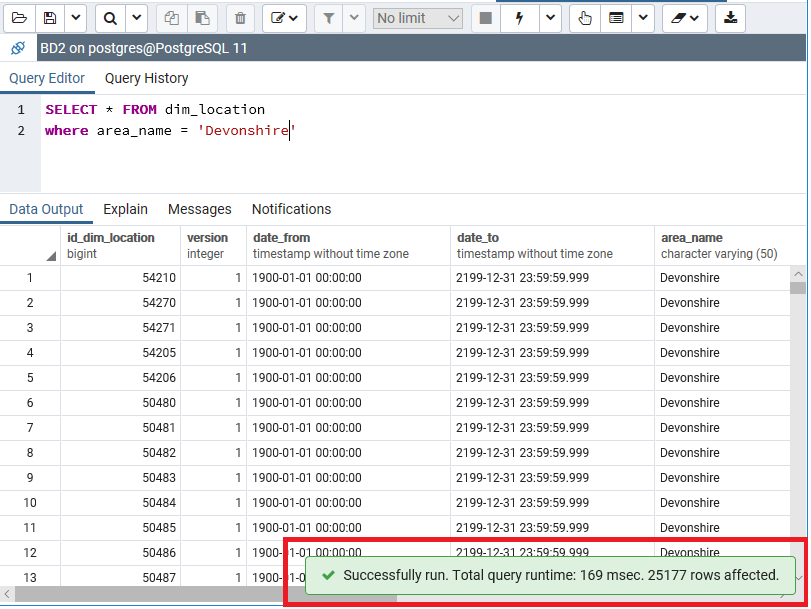 No limit
BD2 on postgres@PostgreSQL 11
Query Editor Query History
1 SELECT * FROM dim_location
2 where area_name = 'Devonshire'
Data Output Explain Messages Notifications
id_dim_location version date_from date_to area_name
bigint integer timestamp without time zone timestamp without time zone character varying (50)
1 54210 1 1900-01-01 00:00:00 2199-12-31 23:59:59.999 Devonshire
2 54270 1 1900-01-01 00:00:00 2199-12-31 23:59:59.999 Devonshire
3 54271 1 1900-01-01 00:00:00 2199-12-31 23:59:59.999 Devonshire
4 54205 1 1900-01-01 00:00:00 2199-12-31 23:59:59.999 Devonshire
5 54206 1 1900-01-01 00:00:00 2199-12-31 23:59:59.999 Devonshire
6 50480 1 1900-01-01 00:00:00 2199-12-31 23:59:59.999 Devonshire
7 50481 1 1900-01-01 00:00:00 2199-12-31 23:59:59.999 Devonshire
8 50482 1 1900-01-01 00:00:00 2199-12-31 23:59:59.999 Devonshire
9 50483 1 1900-01-01 00:00:00 2199-12-31 23:59:59.999 Devonshire
10 50484 1 1900-01-01 00:00:00 2199-12-31 23:59:59.999 Devonshire
11 50485 1 1900-01-01 00:00:00 2199-12-31 23:59:59.999 Devonshire
12 50486 1 1900-01-01 00:00:00 2199-12-31 23:59:59.999 Devonshire
13 50487 1 1900-01-0
Successfully run. Total query runtime: 169 msec. 25177 rows affected.